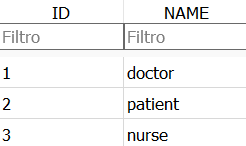 ID NAME
Filtro Filtro
1 doctor
2 patient
3 nurse